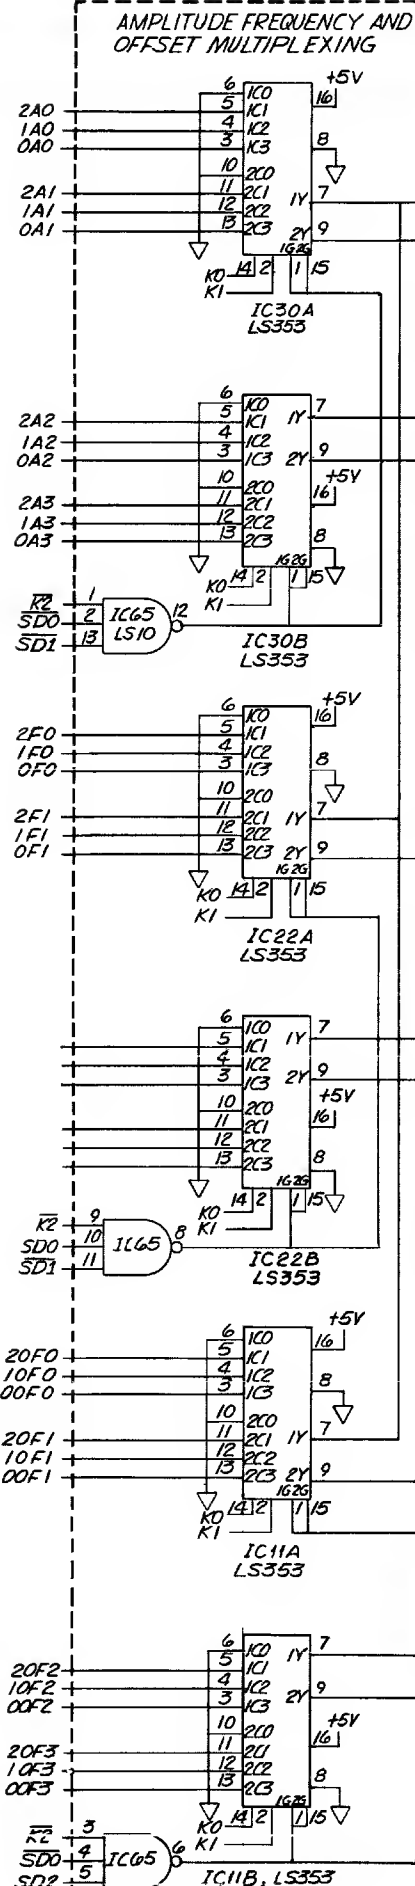 AMPLITUDE FREQUENCY AND
OFFSET MULTIPLEXING
+5V
6 1C0 16
2A0 5 1C1
1A0 4 1C2
0A0 3 1C3 8
10 2C0
2A1 11 2C1 1Y 7
1A1 12 2C2
0A1 13 2C3 2Y 9
1G 2G
K0 14 2 1 15
K1
IC30A
LS353
6 1C0 1Y 7
2A2 5 1C1
1A2 4 1C2
0A2 3 1C3 2Y 9
10 2C0 +5V
2A3 11 2C1 16
1A3 12 2C2
0A3 13 2C3 8
1G 2G
K0 14 2 1 15
K1
K2 1
SD0 2 IC65 12
SD1 13 LS10
IC30B
LS353
+5V
6 1C0 16
2F0 5 1C1
1F0 4 1C2
0F0 3 1C3 8
10 2C0
2F1 11 2C1 1Y 7
1F1 12 2C2
0F1 13 2C3 2Y 9
1G 2G
K0 14 2 1 15
K1
IC22A
LS353
6 1C0 1Y 7
5 1C1
4 1C2
3 1C3 2Y 9
10 2C0 +5V
11 2C1 16
12 2C2
13 2C3 8
1G 2G
K0 14 2 1 15
K1
K2 9
SD0 10 IC65 8
SD1 11
IC22B
LS353
+5V
6 1C0 16
20F0 5 1C1
10F0 4 1C2
00F0 3 1C3 8
10 2C0
20F1 11 2C1 1Y 7
10F1 12 2C2
00F1 13 2C3 2Y 9
1G 2G
K0 14 2 1 15
K1
IC11A
LS353
6 1C0 1Y 7
20F2 5 1C1
10F2 4 1C2
00F2 3 1C3 2Y 9
10 2C0 +5V
20F3 11 2C1 16
10F3 12 2C2
00F3 13 2C3 8
1G 2G
K0 14 2 1 15
K1
K2 3
SD0 4 IC65 6
SD2 5
IC11B, LS353